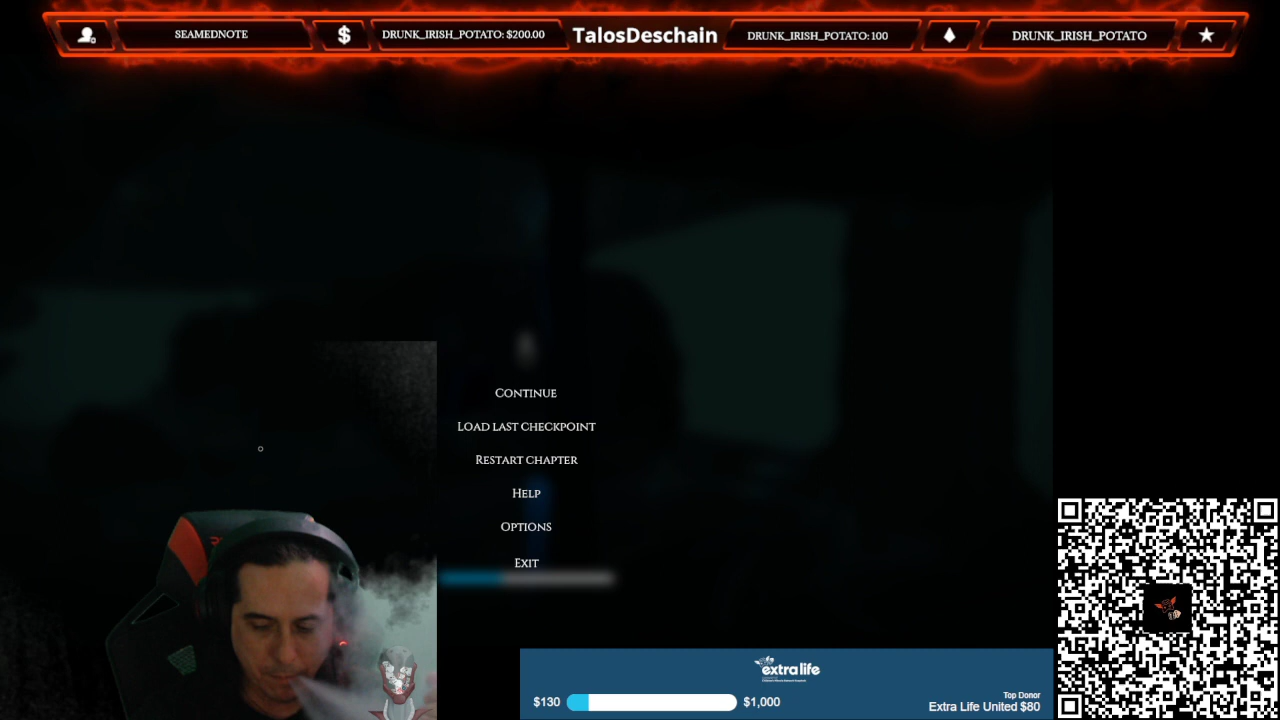 SEAMEDNOTE
$
DRUNK_IRISH_POTATO: $200.00
TalosDeschain
DRUNK_IRISH_POTATO: 100
DRUNK_IRISH_POTATO
CONTINUE
LOAD LAST CHECKPOINT
RESTART CHAPTER
HELP
OPTIONS
EXIT
extra life
$130
$1,000
Top Donor
Extra Life United $80